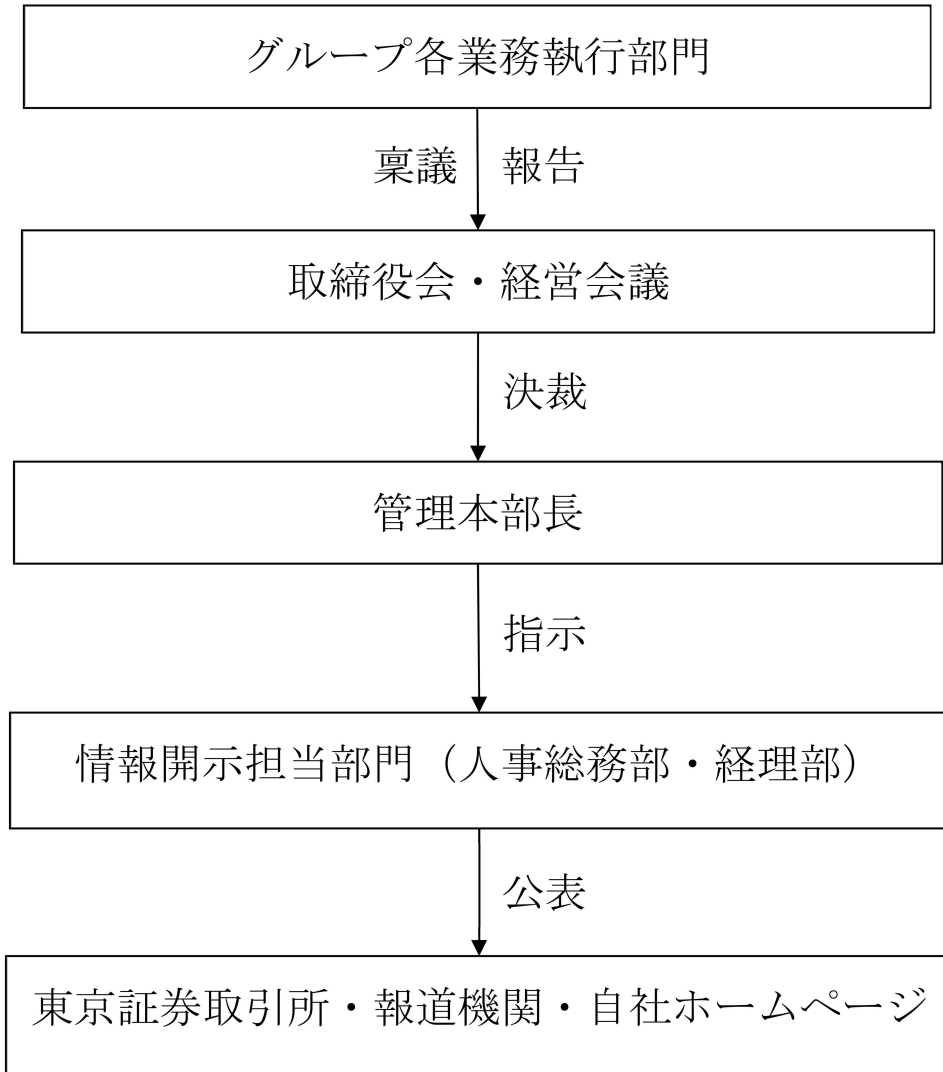 グループ各業務執行部門
稟議 報告
取締役会・経営会議
決裁
管理本部長
指示
情報開示担当部門（人事総務部・経理部）
公表
東京証券取引所・報道機関・自社ホームページ